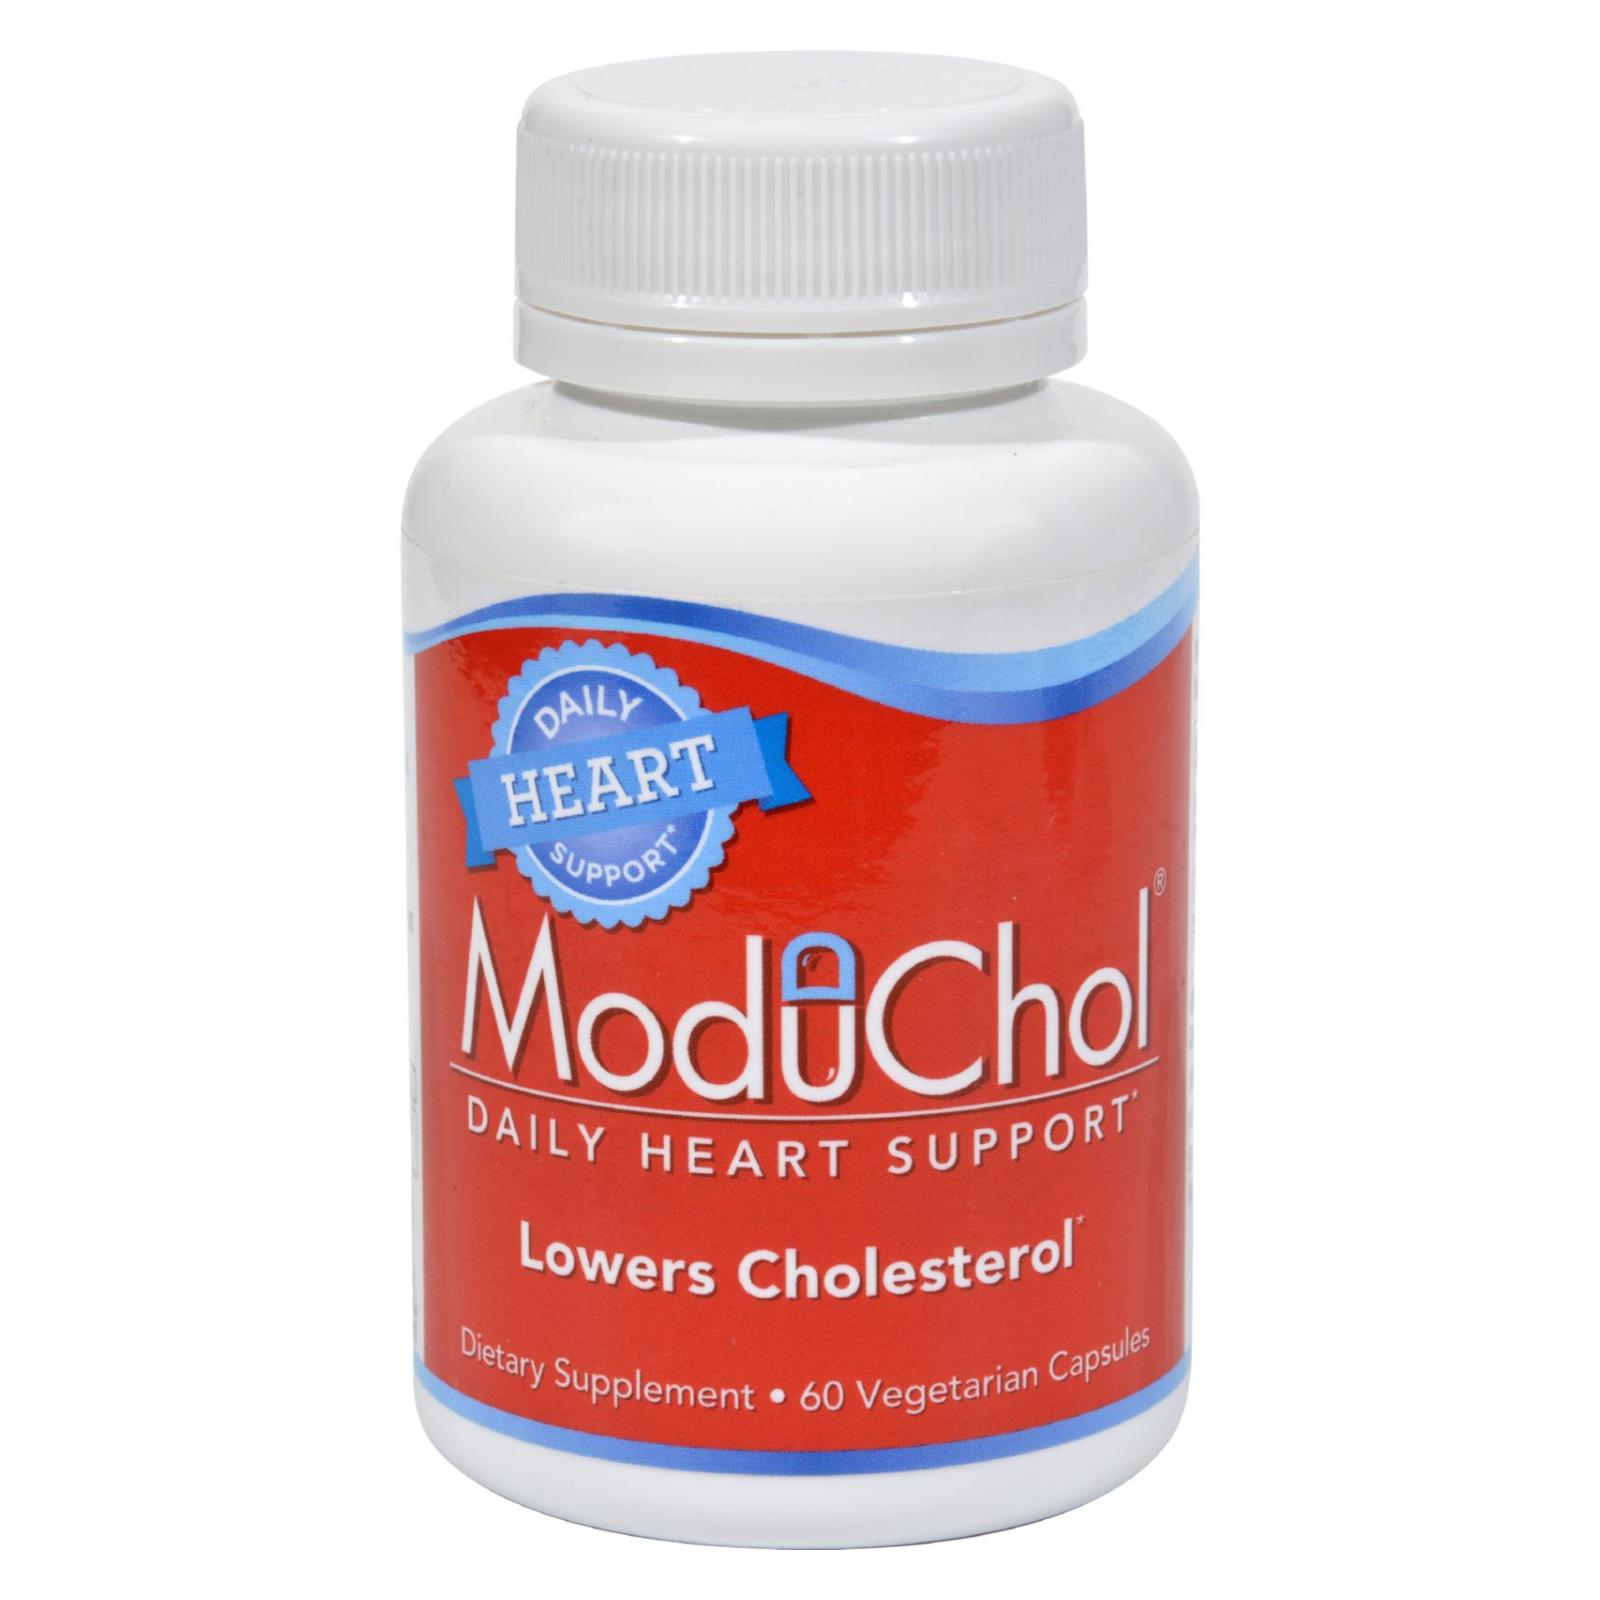 DAILY
HEART
SUPPORT*
ModuChol®
DAILY HEART SUPPORT*
Lowers Cholesterol*
Dietary Supplement • 60 Vegetarian Capsules